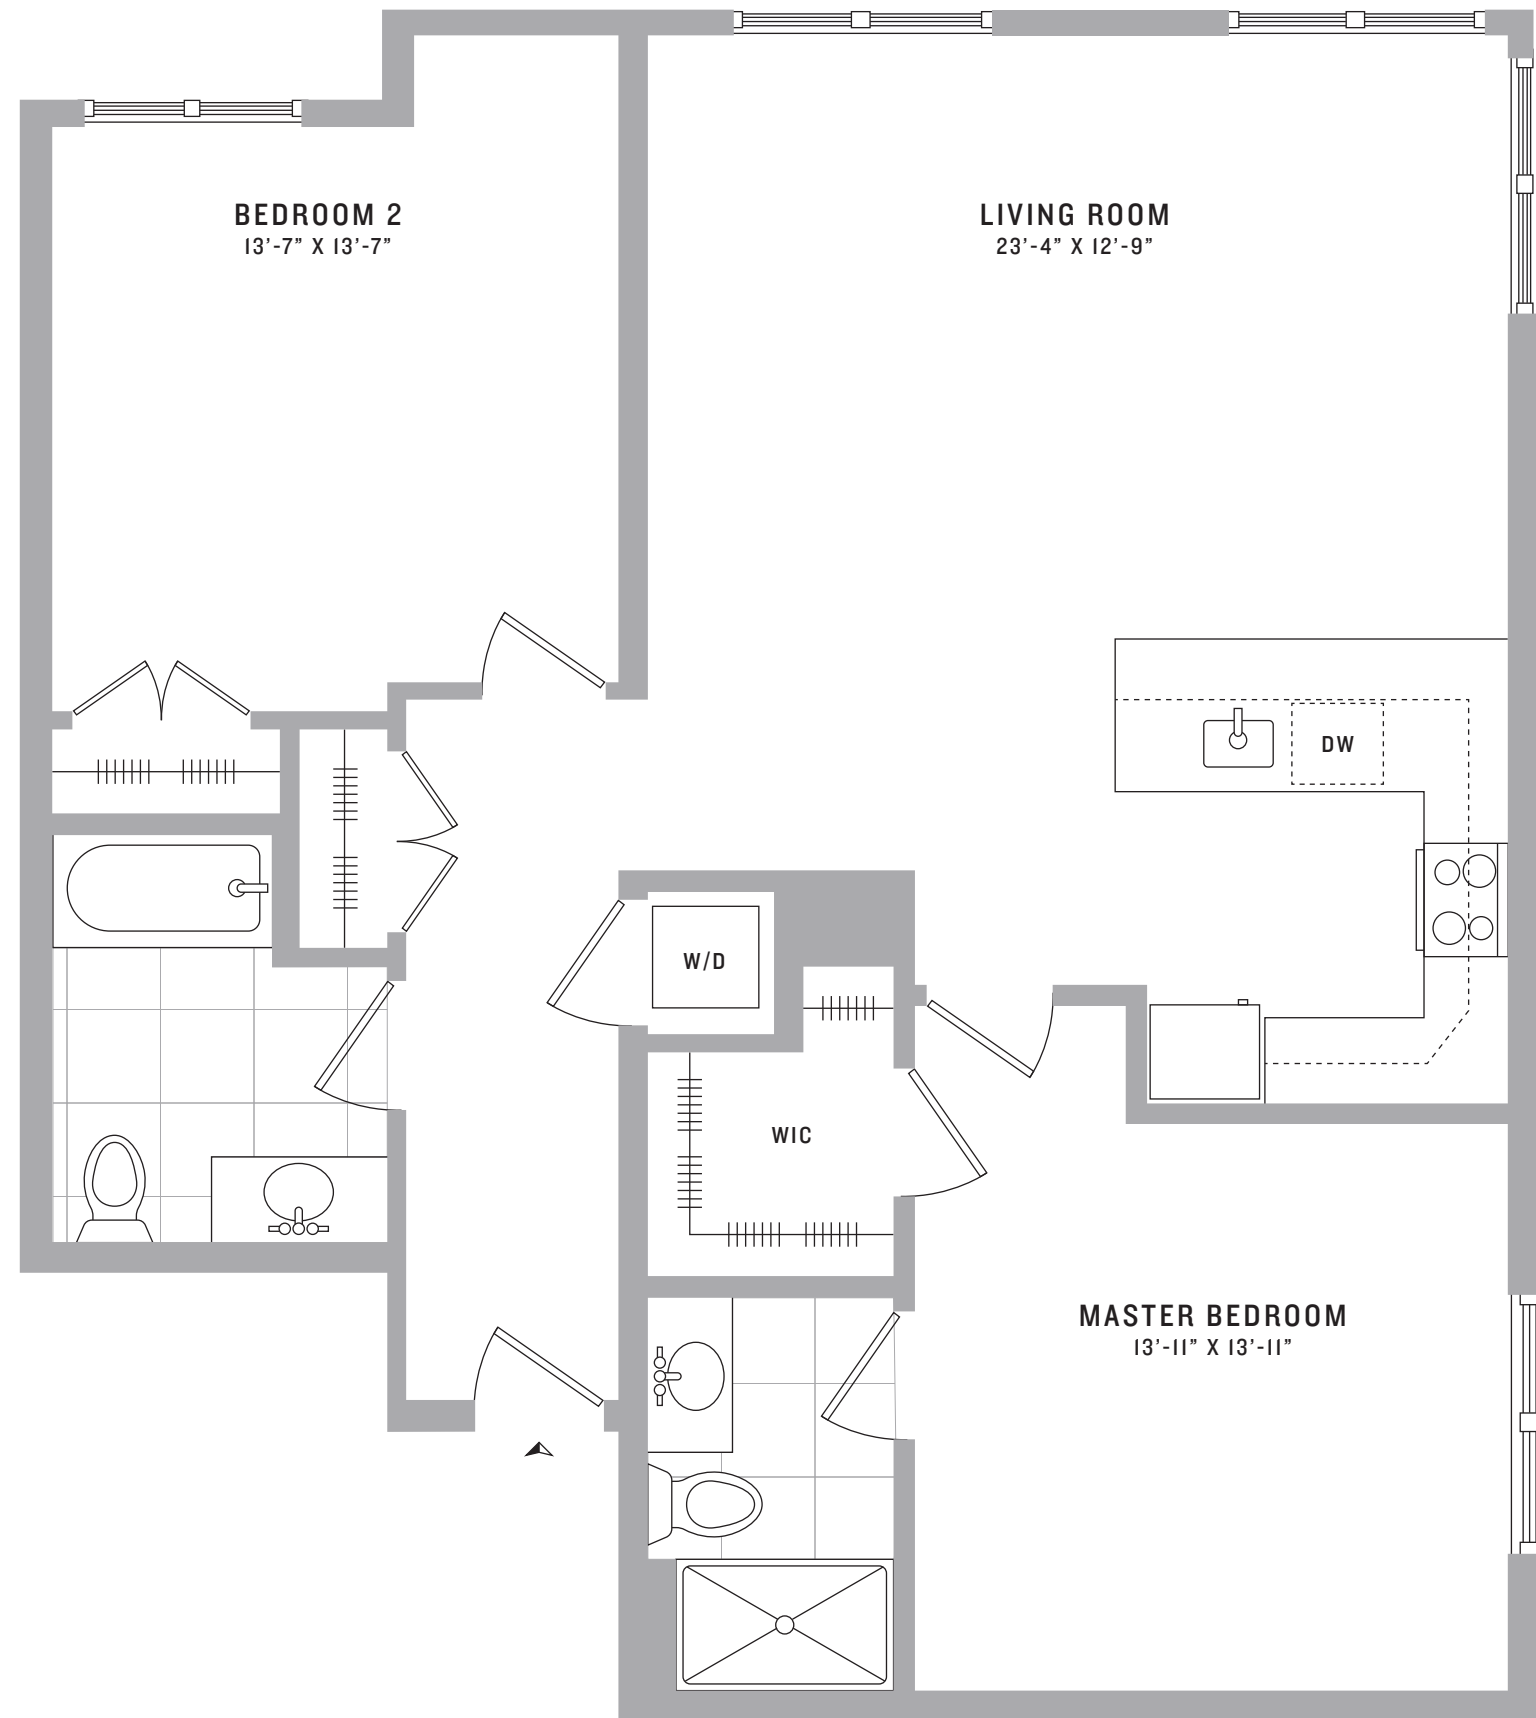 BEDROOM 2
13’-7” X 13’-7”
LIVING ROOM
23’-4” X 12’-9”
DW
W/D
WIC
MASTER BEDROOM
13’-11” X 13’-11”